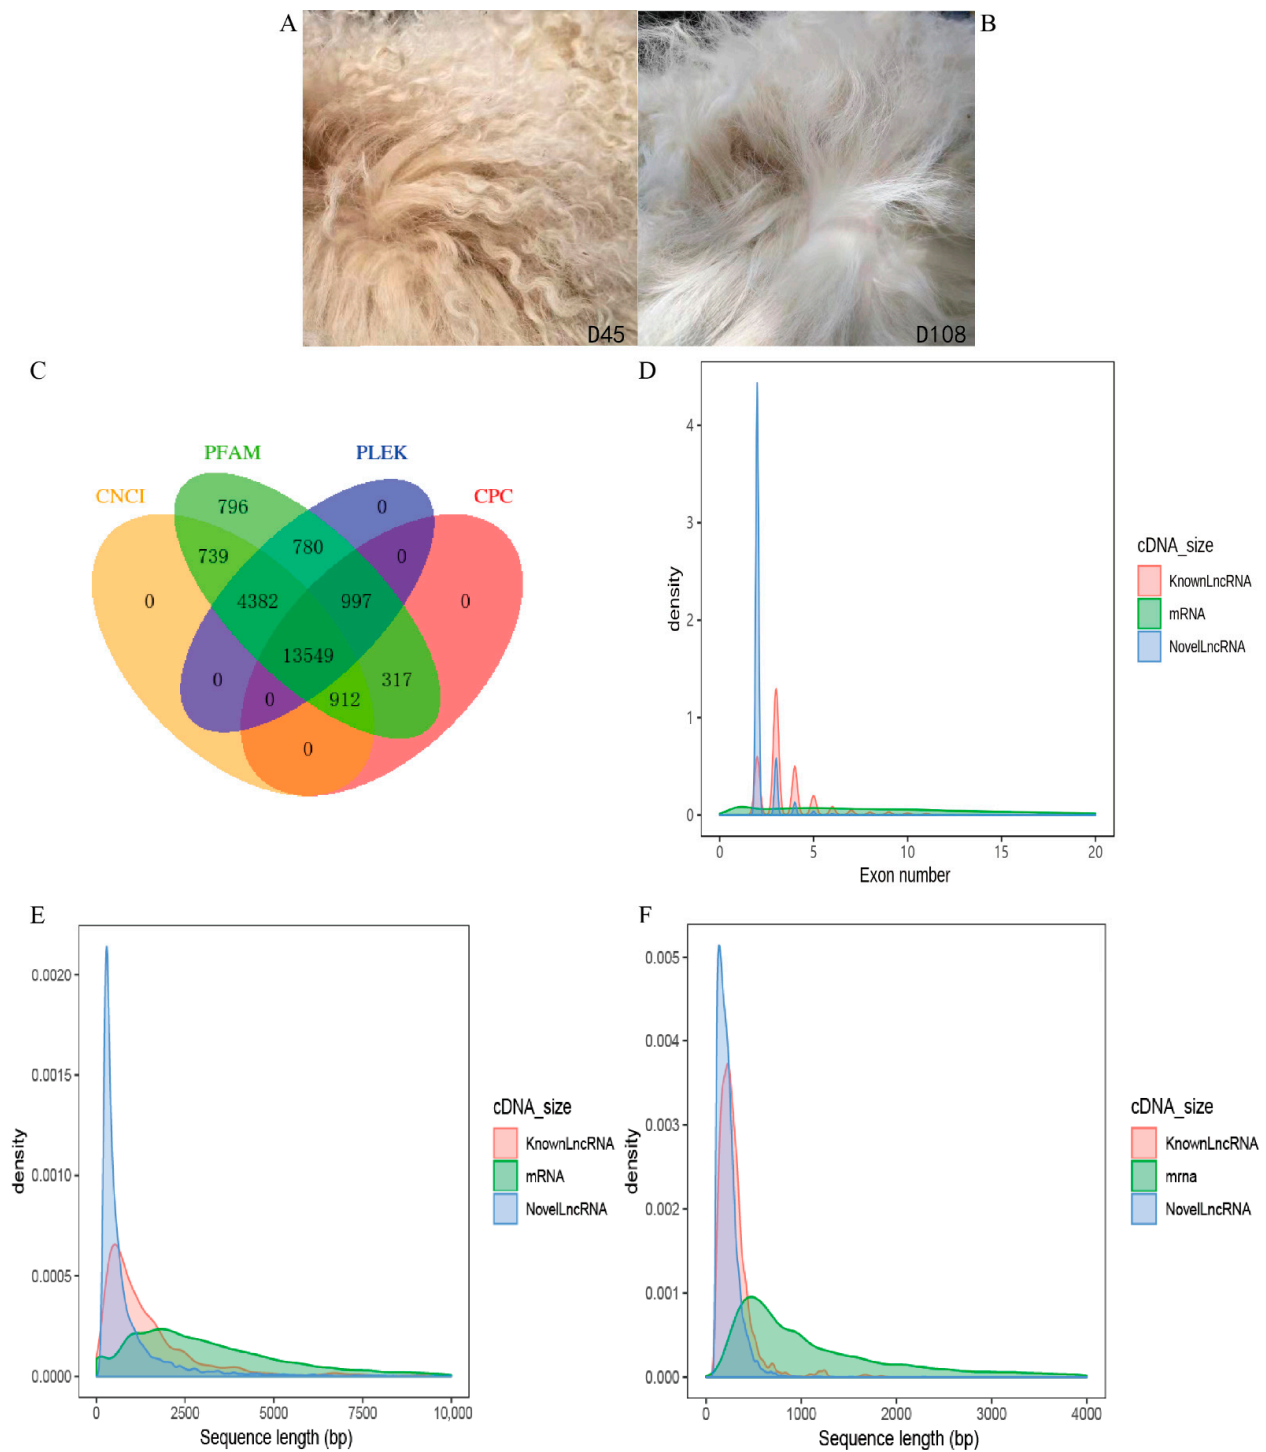 A
B
D45
D108
C
D
PFAM
PLEK
CNCI
CPC
796
0
739
780
0
0
4382
997
0
13549
0
0
912
317
0
4
3
2
1
0
density
0
5
10
15
20
Exon number
cDNA_size
KnownLncRNA
mRNA
NovelLncRNA
E
F
0.0020
0.0015
0.0010
0.0005
0.0000
density
0
2500
5000
7500
10,000
Sequence length (bp)
cDNA_size
KnownLncRNA
mRNA
NovelLncRNA
0.005
0.004
0.003
0.002
0.001
0.000
density
0
1000
2000
3000
4000
Sequence length (bp)
cDNA_size
KnownLncRNA
mrna
NovelLncRNA